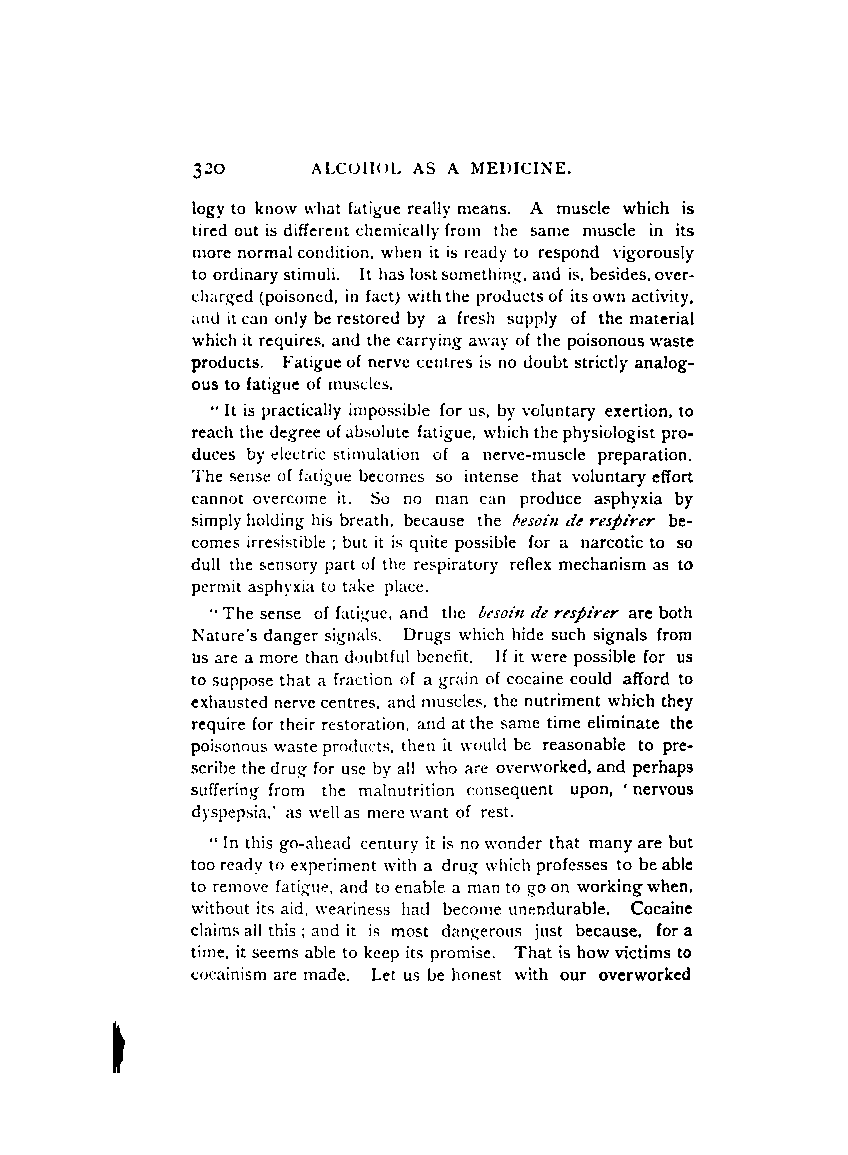 320 ALCOHOL AS A MEDICINE.
logy to know what fatigue really means. A muscle which is
tired out is different chemically from the same muscle in its
more normal condition, when it is ready to respond vigorously
to ordinary stimuli. It has lost something, and is, besides, over-
charged (poisoned, in fact) with the products of its own activity,
and it can only be restored by a fresh supply of the material
which it requires, and the carrying away of the poisonous waste
products. Fatigue of nerve centres is no doubt strictly analog-
ous to fatigue of muscles.
" It is practically impossible for us, by voluntary exertion, to
reach the degree of absolute fatigue, which the physiologist pro-
duces by electric stimulation of a nerve-muscle preparation.
The sense of fatigue becomes so intense that voluntary effort
cannot overcome it. So no man can produce asphyxia by
simply holding his breath, because the besoin de respirer be-
comes irresistible ; but it is quite possible for a narcotic to so
dull the sensory part of the respiratory reflex mechanism as to
permit asphyxia to take place.
" The sense of fatigue, and the besoin de respirer are both
Nature's danger signals. Drugs which hide such signals from
us are a more than doubtful benefit. If it were possible for us
to suppose that a fraction of a grain of cocaine could afford to
exhausted nerve centres, and muscles, the nutriment which they
require for their restoration, and at the same time eliminate the
poisonous waste products, then it would be reasonable to pre-
scribe the drug for use by all who are overworked, and perhaps
suffering from the malnutrition consequent upon, ' nervous
dyspepsia,' as well as mere want of rest.
" In this go-ahead century it is no wonder that many are but
too ready to experiment with a drug which professes to be able
to remove fatigue, and to enable a man to go on working when,
without its aid, weariness had become unendurable. Cocaine
claims all this ; and it is most dangerous just because, for a
time, it seems able to keep its promise. That is how victims to
cocainism are made. Let us be honest with our overworked